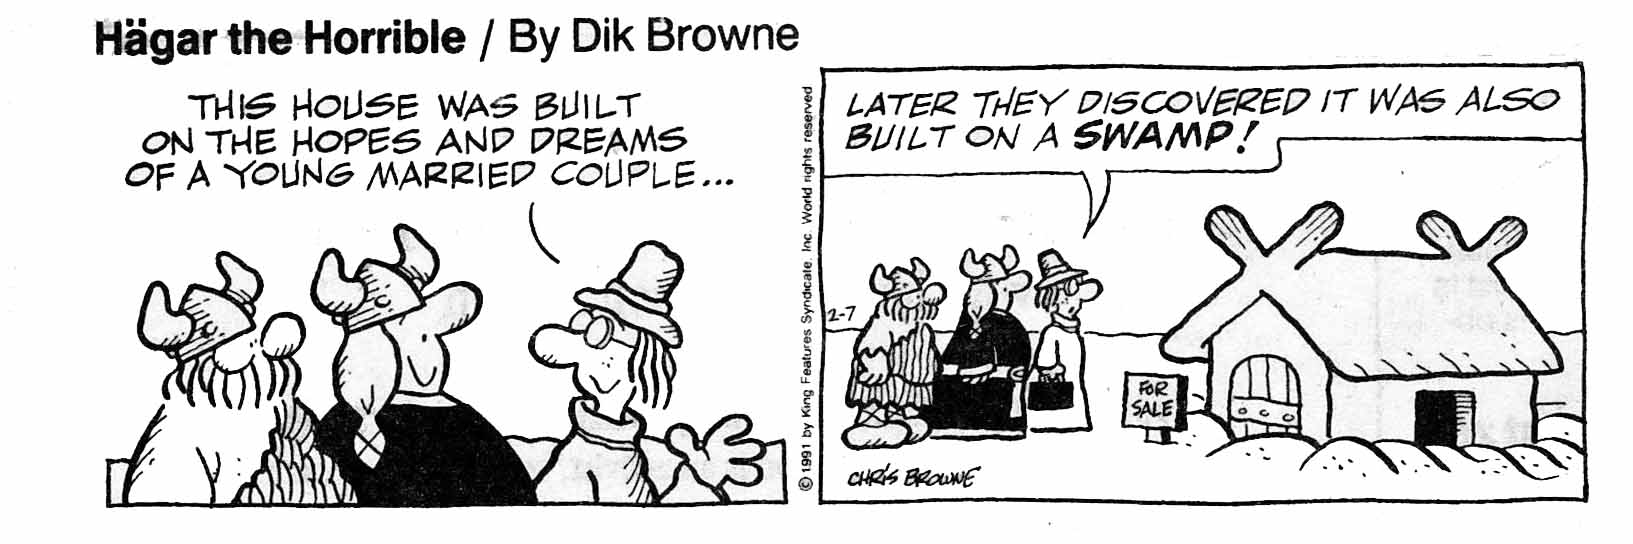 Hägar the Horrible / By Dik Browne
THIS HOUSE WAS BUILT
ON THE HOPES AND DREAMS
OF A YOUNG MARRIED COUPLE...
© 1991 by King Features Syndicate, Inc. World rights reserved
LATER THEY DISCOVERED IT WAS ALSO
BUILT ON A SWAMP!
2-7
FOR
SALE
CHRIS BROWNE